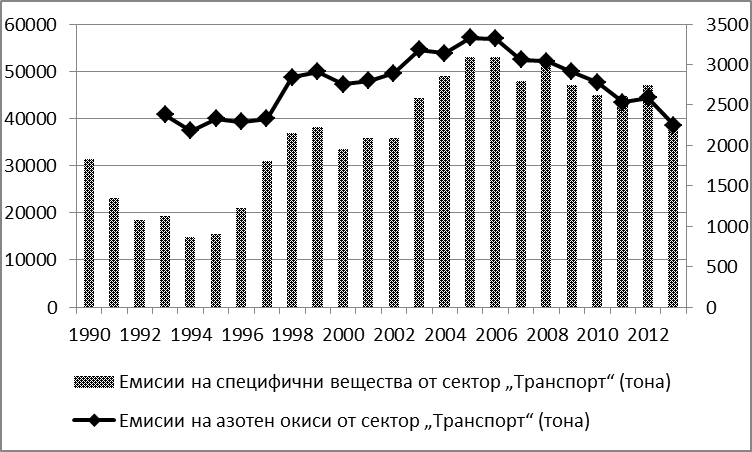 60000 3500
50000 3000
40000 2500
30000 2000
20000 1500
10000 1000
0 500
0
1990 1992 1994 1996 1998 2000 2002 2004 2006 2008 2010 2012
Емисии на специфични вещества от сектор „Транспорт“ (тона)
Емисии на азотен окиси от сектор „Транспорт“ (тона)